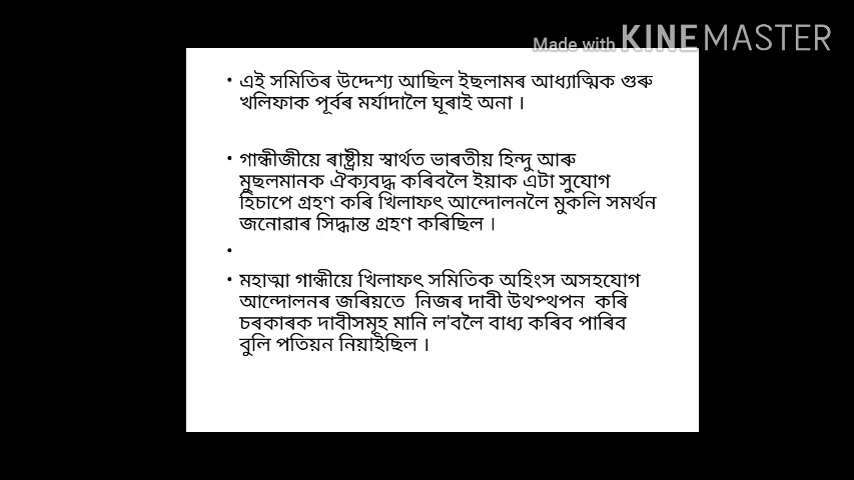 Made with KINEMASTER
• এই সমিতিৰ উদ্দেশ্য আছিল ইছলামৰ আধ্যাত্মিক গুৰু
খলিফাক পূৰ্বৰ মৰ্যাদালৈ ঘূৰাই অনা ।
• গান্ধীজীয়ে ৰাষ্ট্ৰীয় স্বাৰ্থত ভাৰতীয় হিন্দু আৰু
মুছলমানক ঐক্যবদ্ধ কৰিবলৈ ইয়াক এটা সুযোগ
হিচাপে গ্ৰহণ কৰি খিলাফৎ আন্দোলনলৈ মুকলি সমৰ্থন
জনোৱাৰ সিদ্ধান্ত গ্ৰহণ কৰিছিল ।
•
• মহাত্মা গান্ধীয়ে খিলাফৎ সমিতিক অহিংস অসহযোগ
আন্দোলনৰ জৰিয়তে নিজৰ দাবী উথপ্থপন কৰি
চৰকাৰক দাবীসমূহ মানি ল'বলৈ বাধ্য কৰিব পাৰিব
বুলি পতিয়ন নিয়াইছিল ।